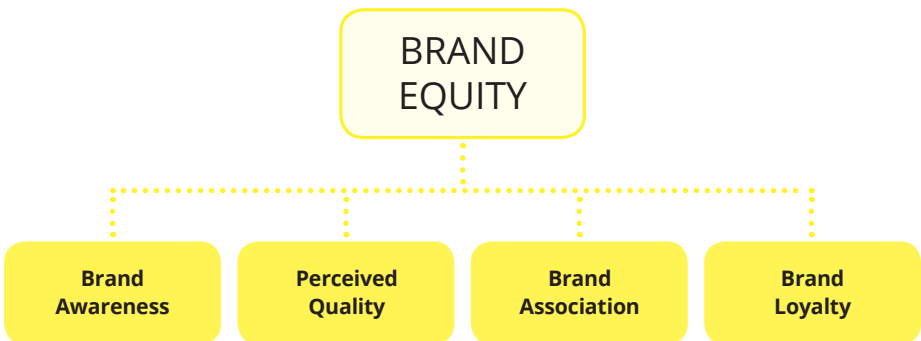 BRAND
EQUITY
Brand
Awareness
Perceived
Quality
Brand
Association
Brand
Loyalty